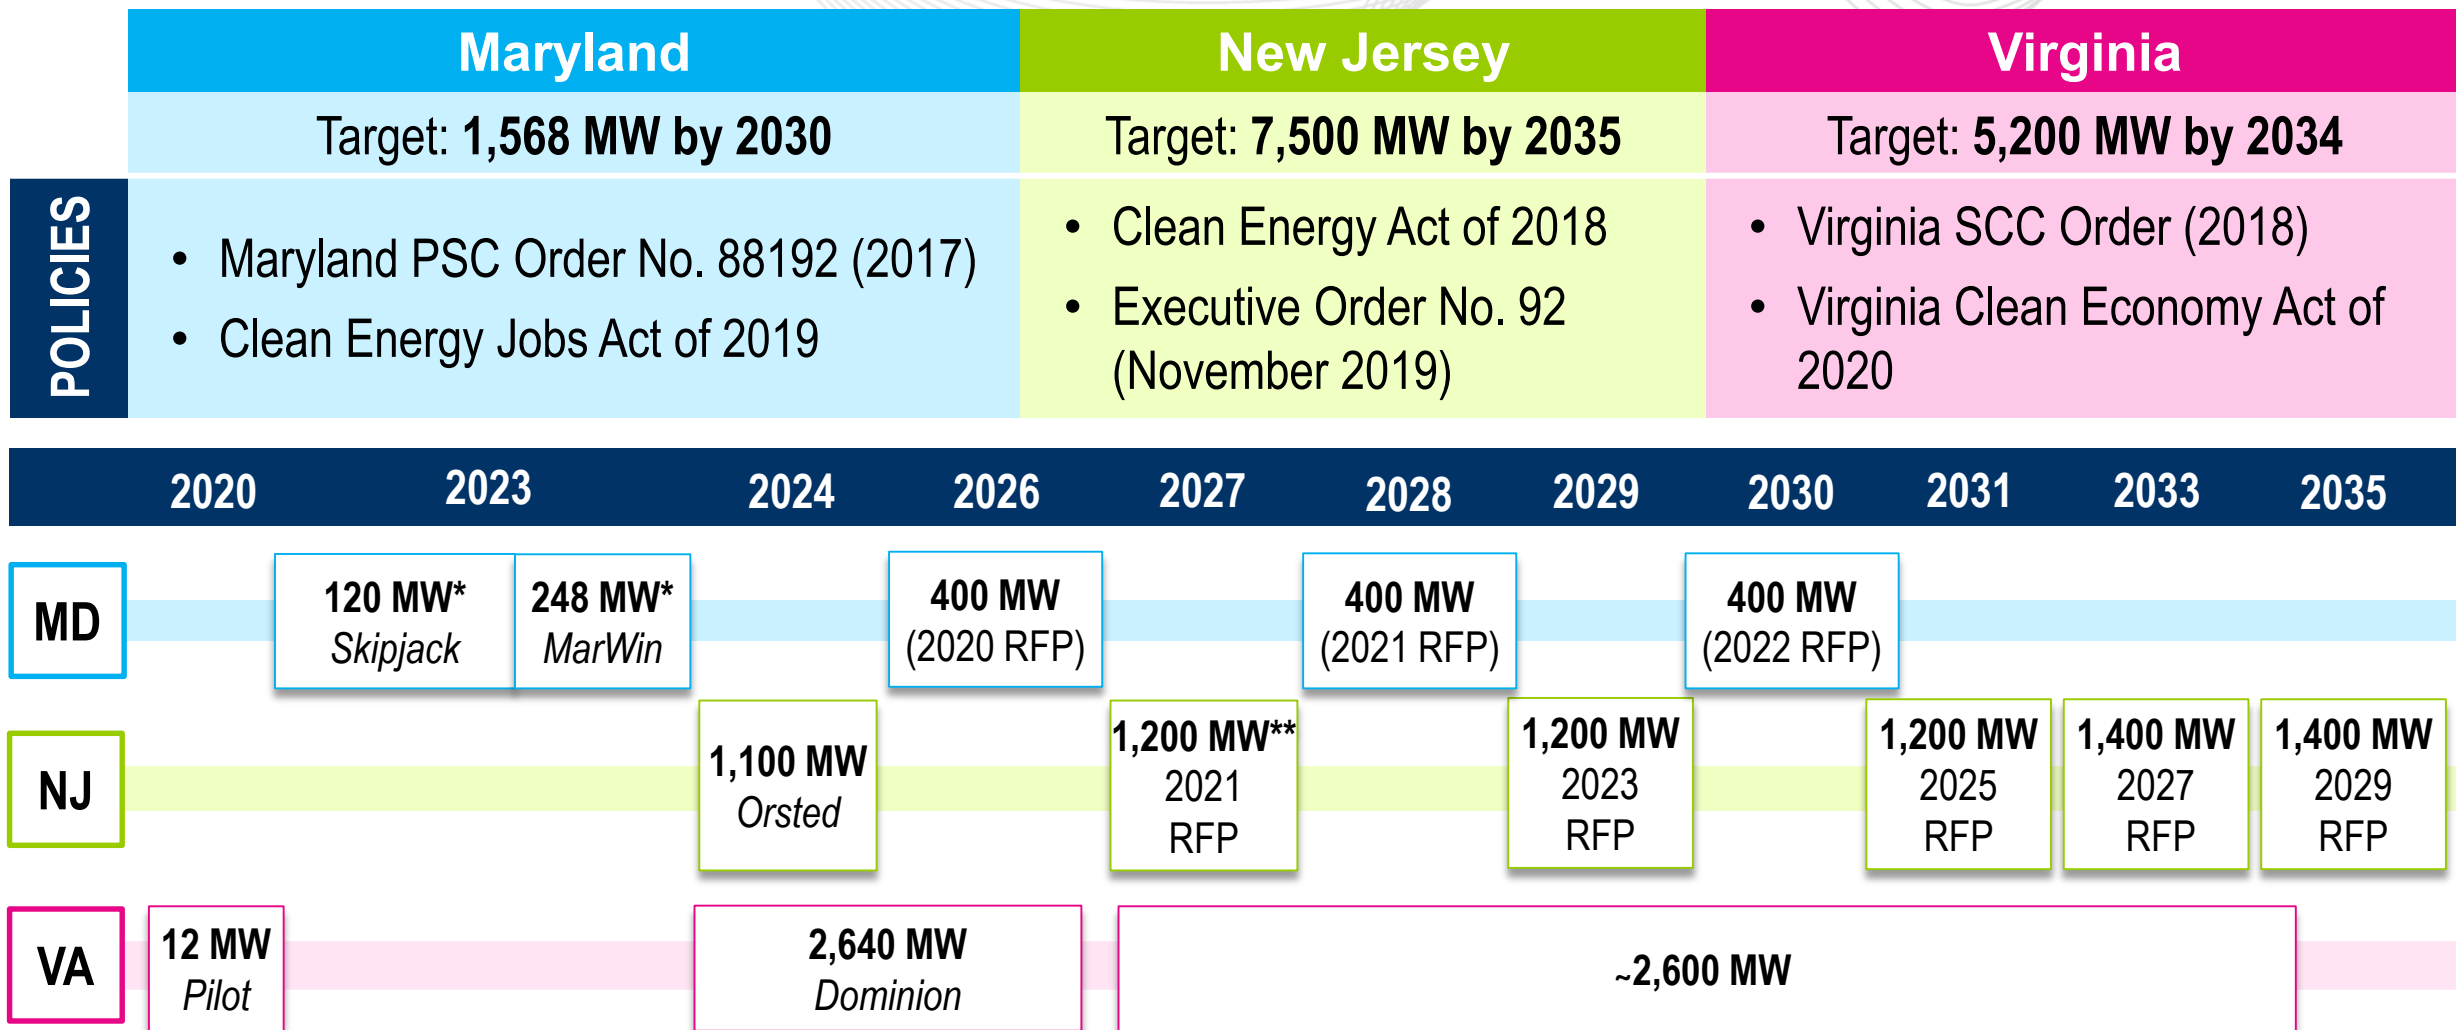 Maryland
New Jersey
Virginia
Target: 1,568 MW by 2030
Target: 7,500 MW by 2035
Target: 5,200 MW by 2034
POLICIES
• Maryland PSC Order No. 88192 (2017)
• Clean Energy Jobs Act of 2019
• Clean Energy Act of 2018
• Executive Order No. 92
(November 2019)
• Virginia SCC Order (2018)
• Virginia Clean Economy Act of
2020
2020 2023 2024 2026 2027 2028 2029 2030 2031 2033 2035
MD
120 MW*
Skipjack
248 MW*
MarWin
400 MW
(2020 RFP)
400 MW
(2021 RFP)
400 MW
(2022 RFP)
NJ
1,100 MW
Orsted
1,200 MW**
2021
RFP
1,200 MW
2023
RFP
1,200 MW
2025
RFP
1,400 MW
2027
RFP
1,400 MW
2029
RFP
VA
12 MW
Pilot
2,640 MW
Dominion
~2,600 MW